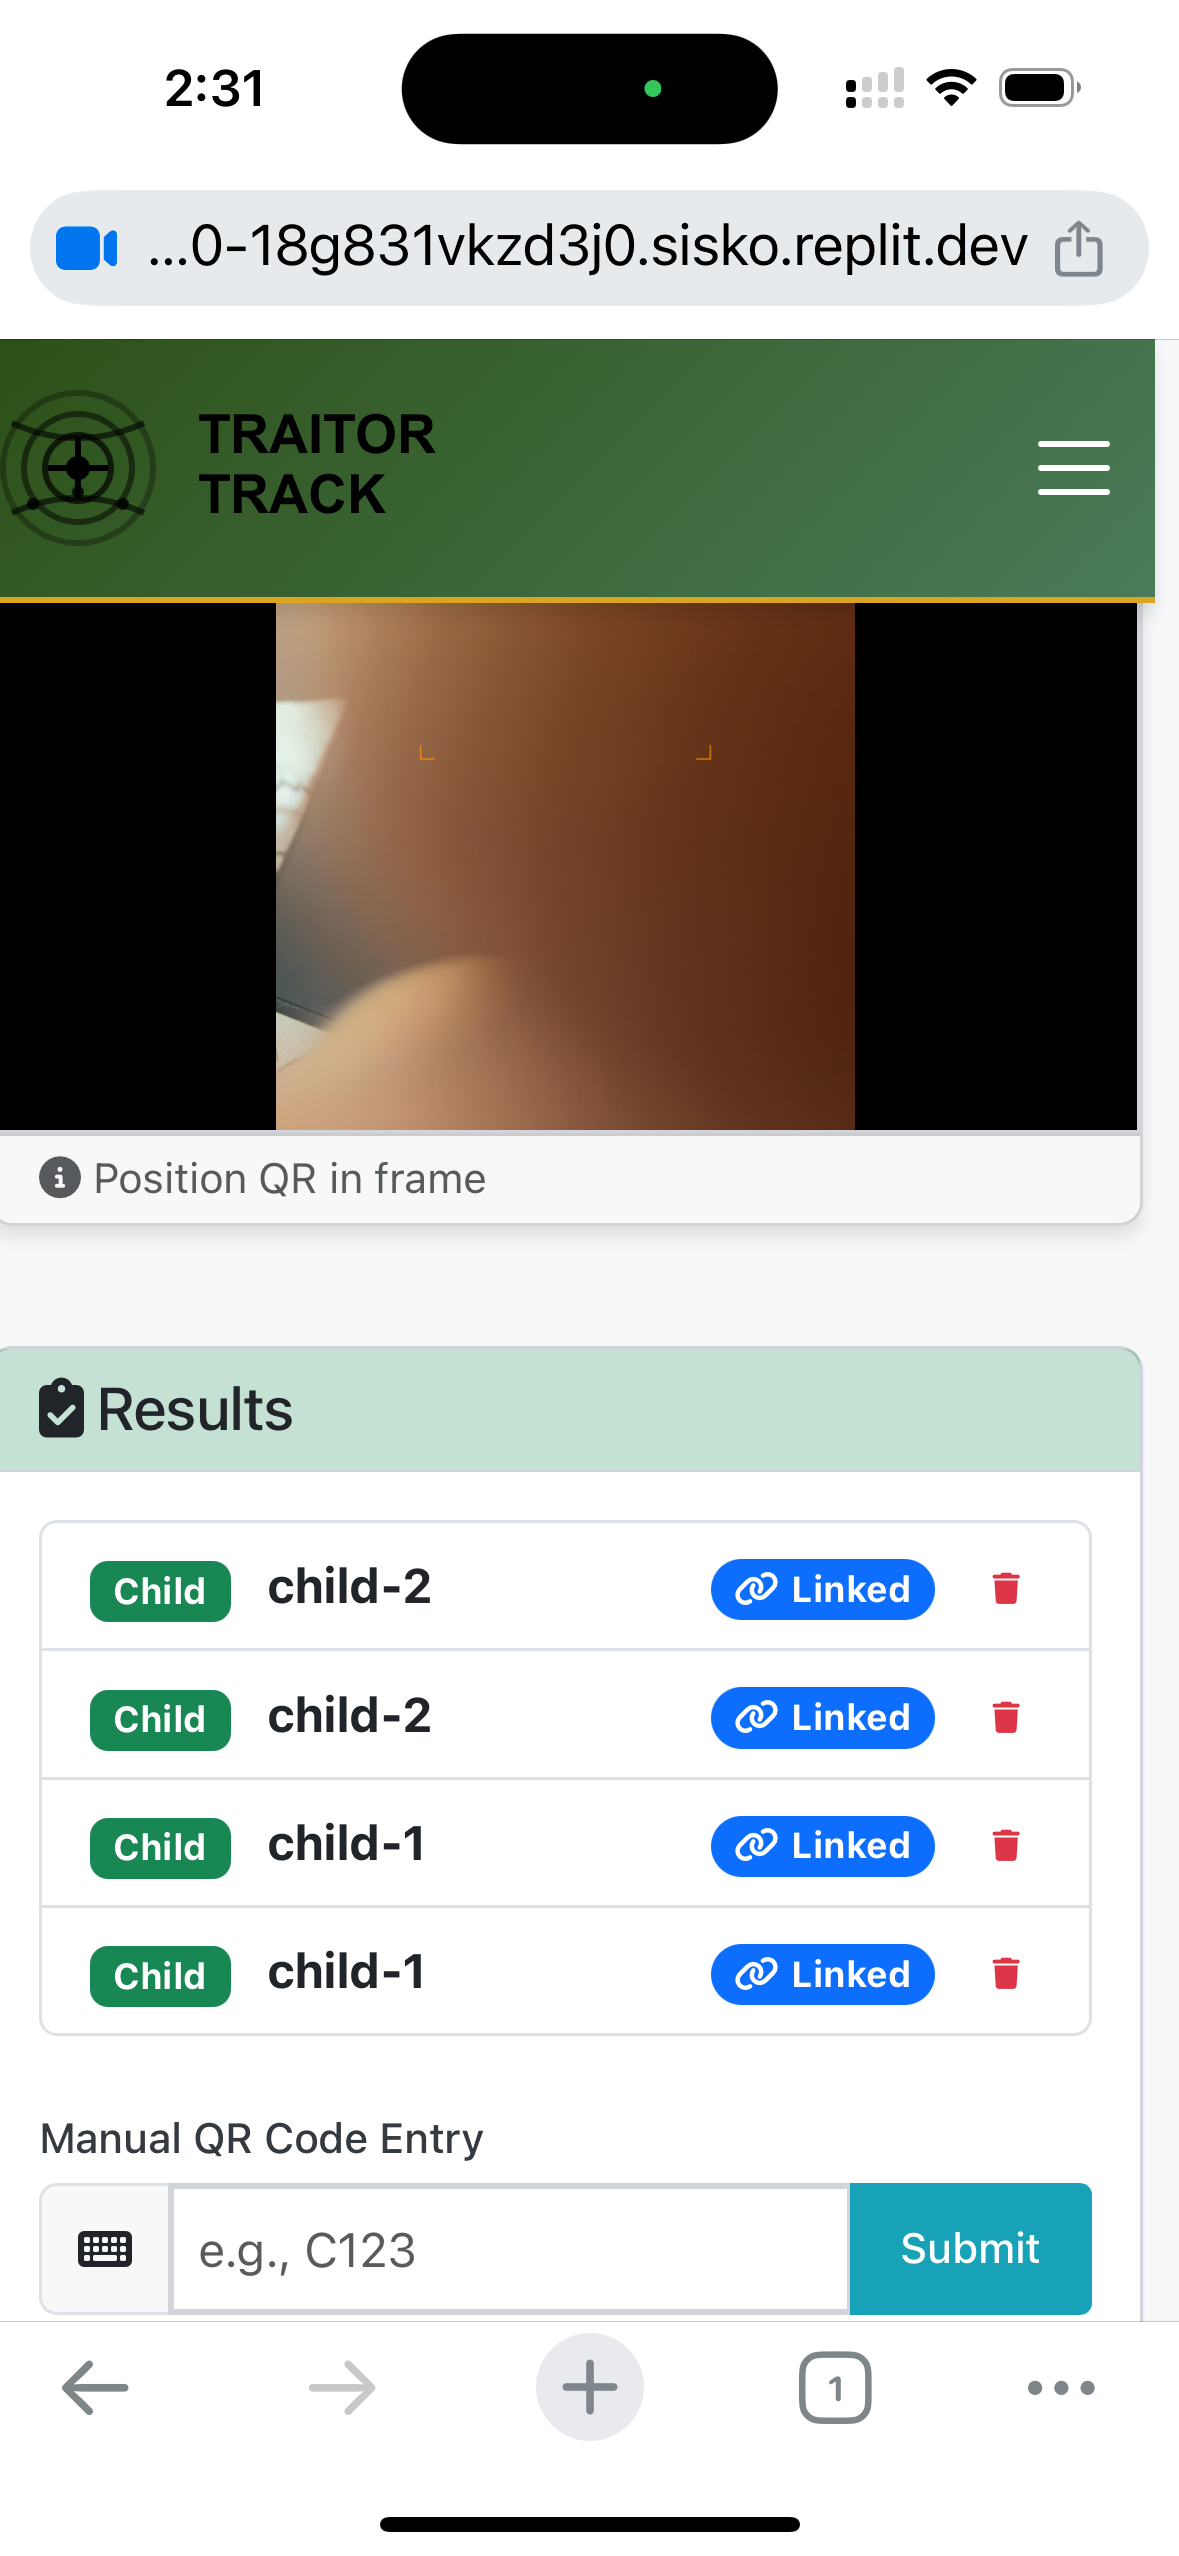 2:31
...0-18g831vkzd3j0.sisko.replit.dev
TRAITOR
TRACK
Position QR in frame
Results
Child child-2 Linked
Child child-2 Linked
Child child-1 Linked
Child child-1 Linked
Manual QR Code Entry
e.g., C123 Submit
1